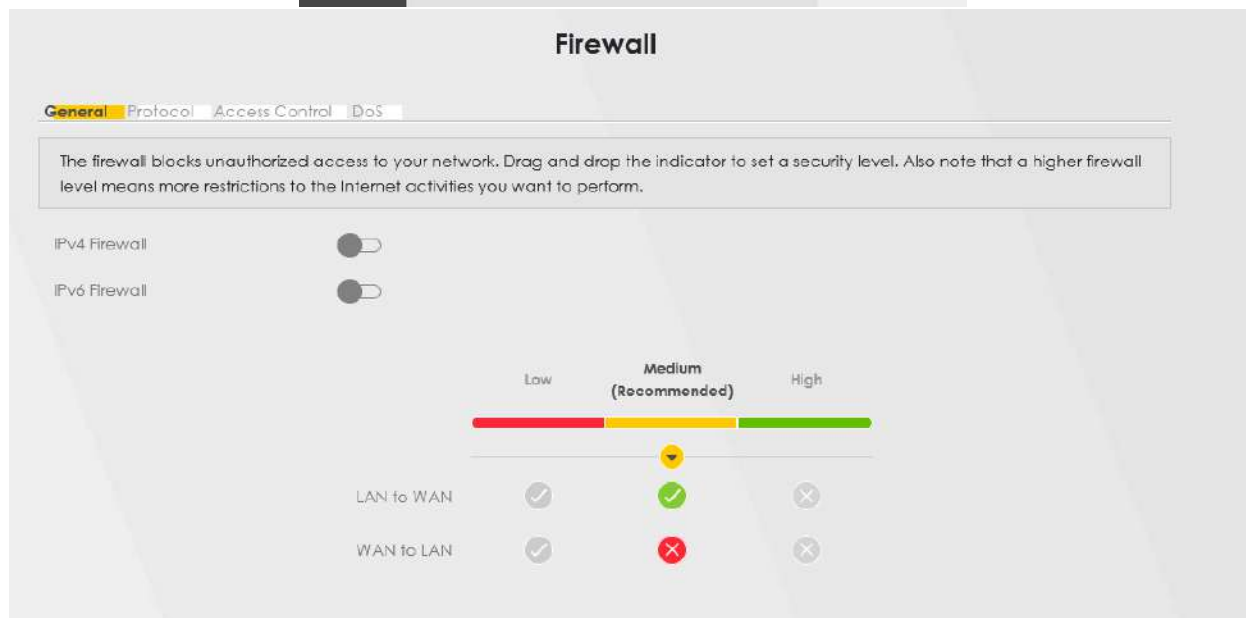 Firewall
General Protocol Access Control DoS
The firewall blocks unauthorized access to your network. Drag and drop the indicator to set a security level. Also note that a higher firewall
level means more restrictions to the Internet activities you want to perform.
IPv4 Firewall
IPv6 Firewall
Low Medium (Recommended) High
LAN to WAN
WAN to LAN